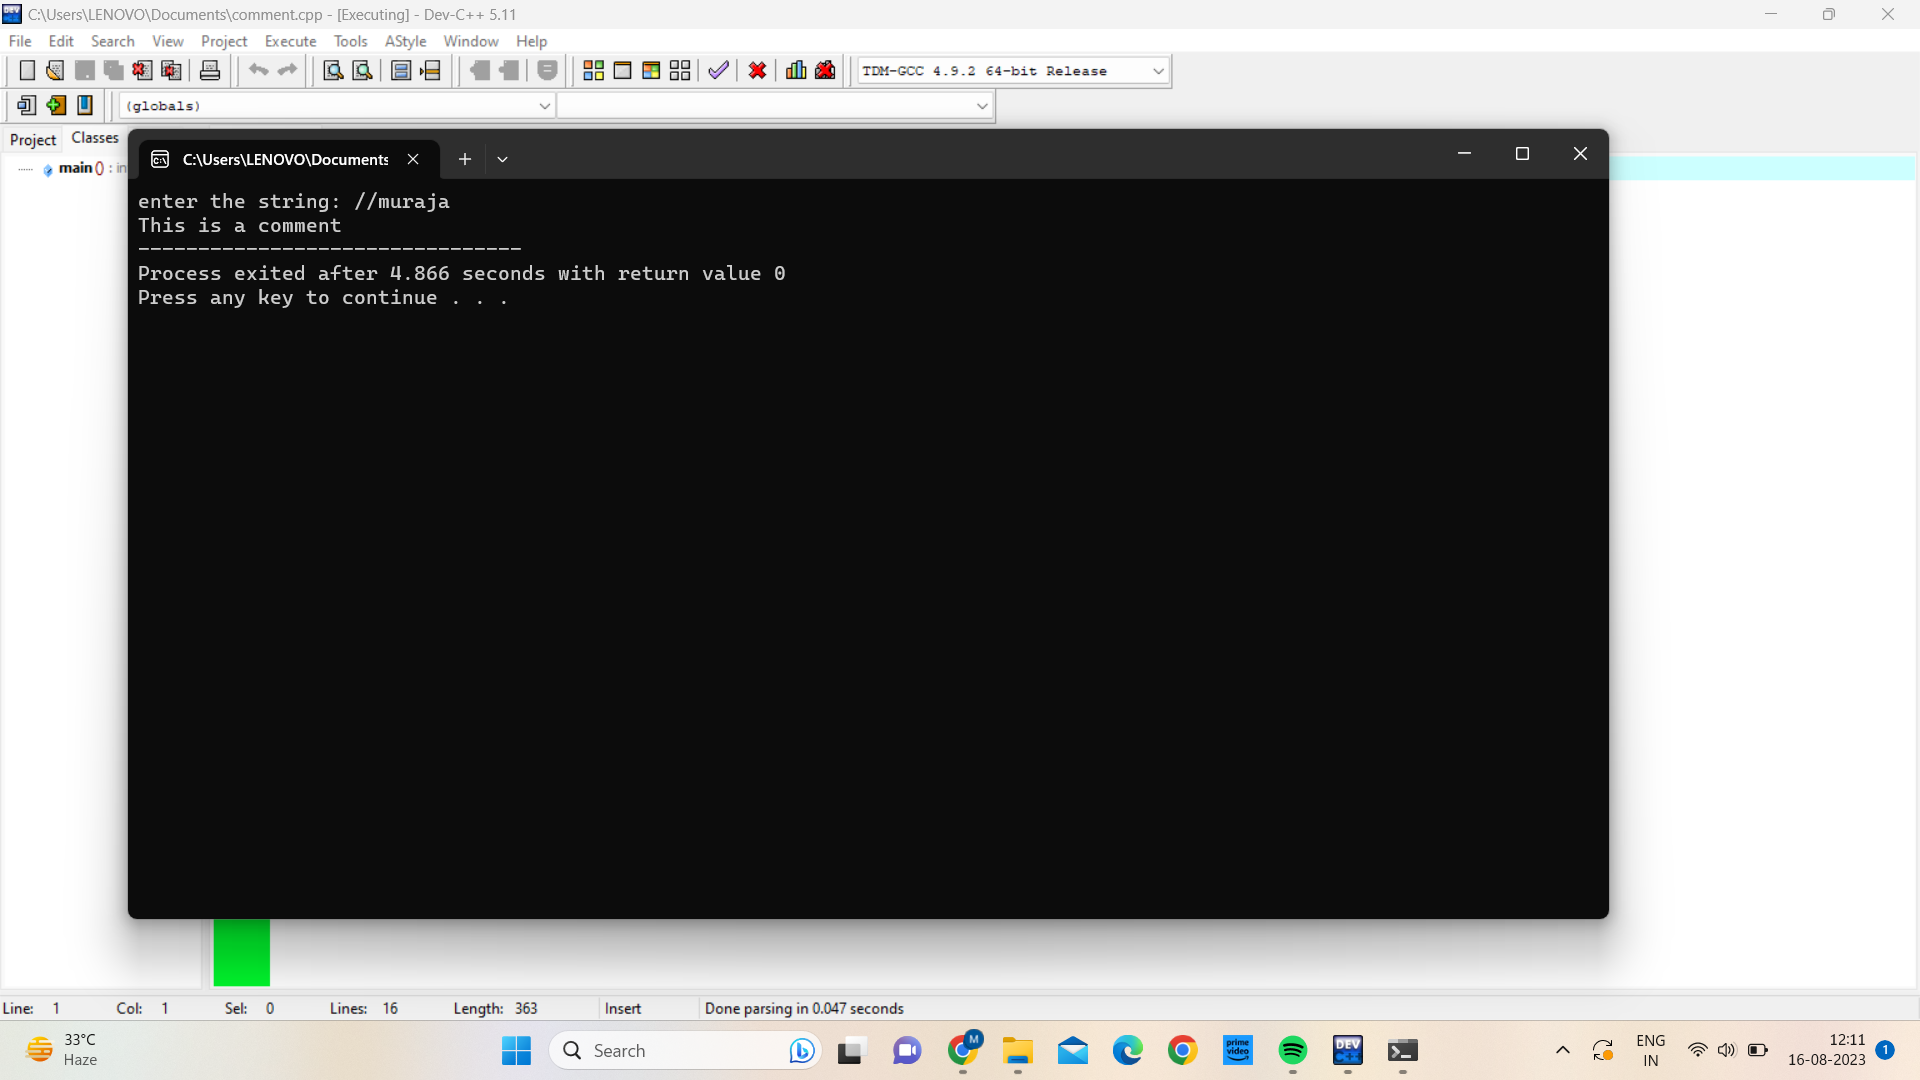 C:\Users\LENOVO\Documents\comment.cpp - [Executing] - Dev-C++ 5.11
File Edit Search View Project Execute Tools AStyle Window Help
TDM-GCC 4.9.2 64-bit Release
(globals)
Project Classes
main () : in
C:\Users\LENOVO\Documents
enter the string: //muraja
This is a comment
--------------------------------
Process exited after 4.866 seconds with return value 0
Press any key to continue . . .
Line: 1 Col: 1 Sel: 0 Lines: 16 Length: 363 Insert Done parsing in 0.047 seconds
33°C
Haze
Search
M
prime video
DEV C++
ENG
IN
12:11
16-08-2023
1